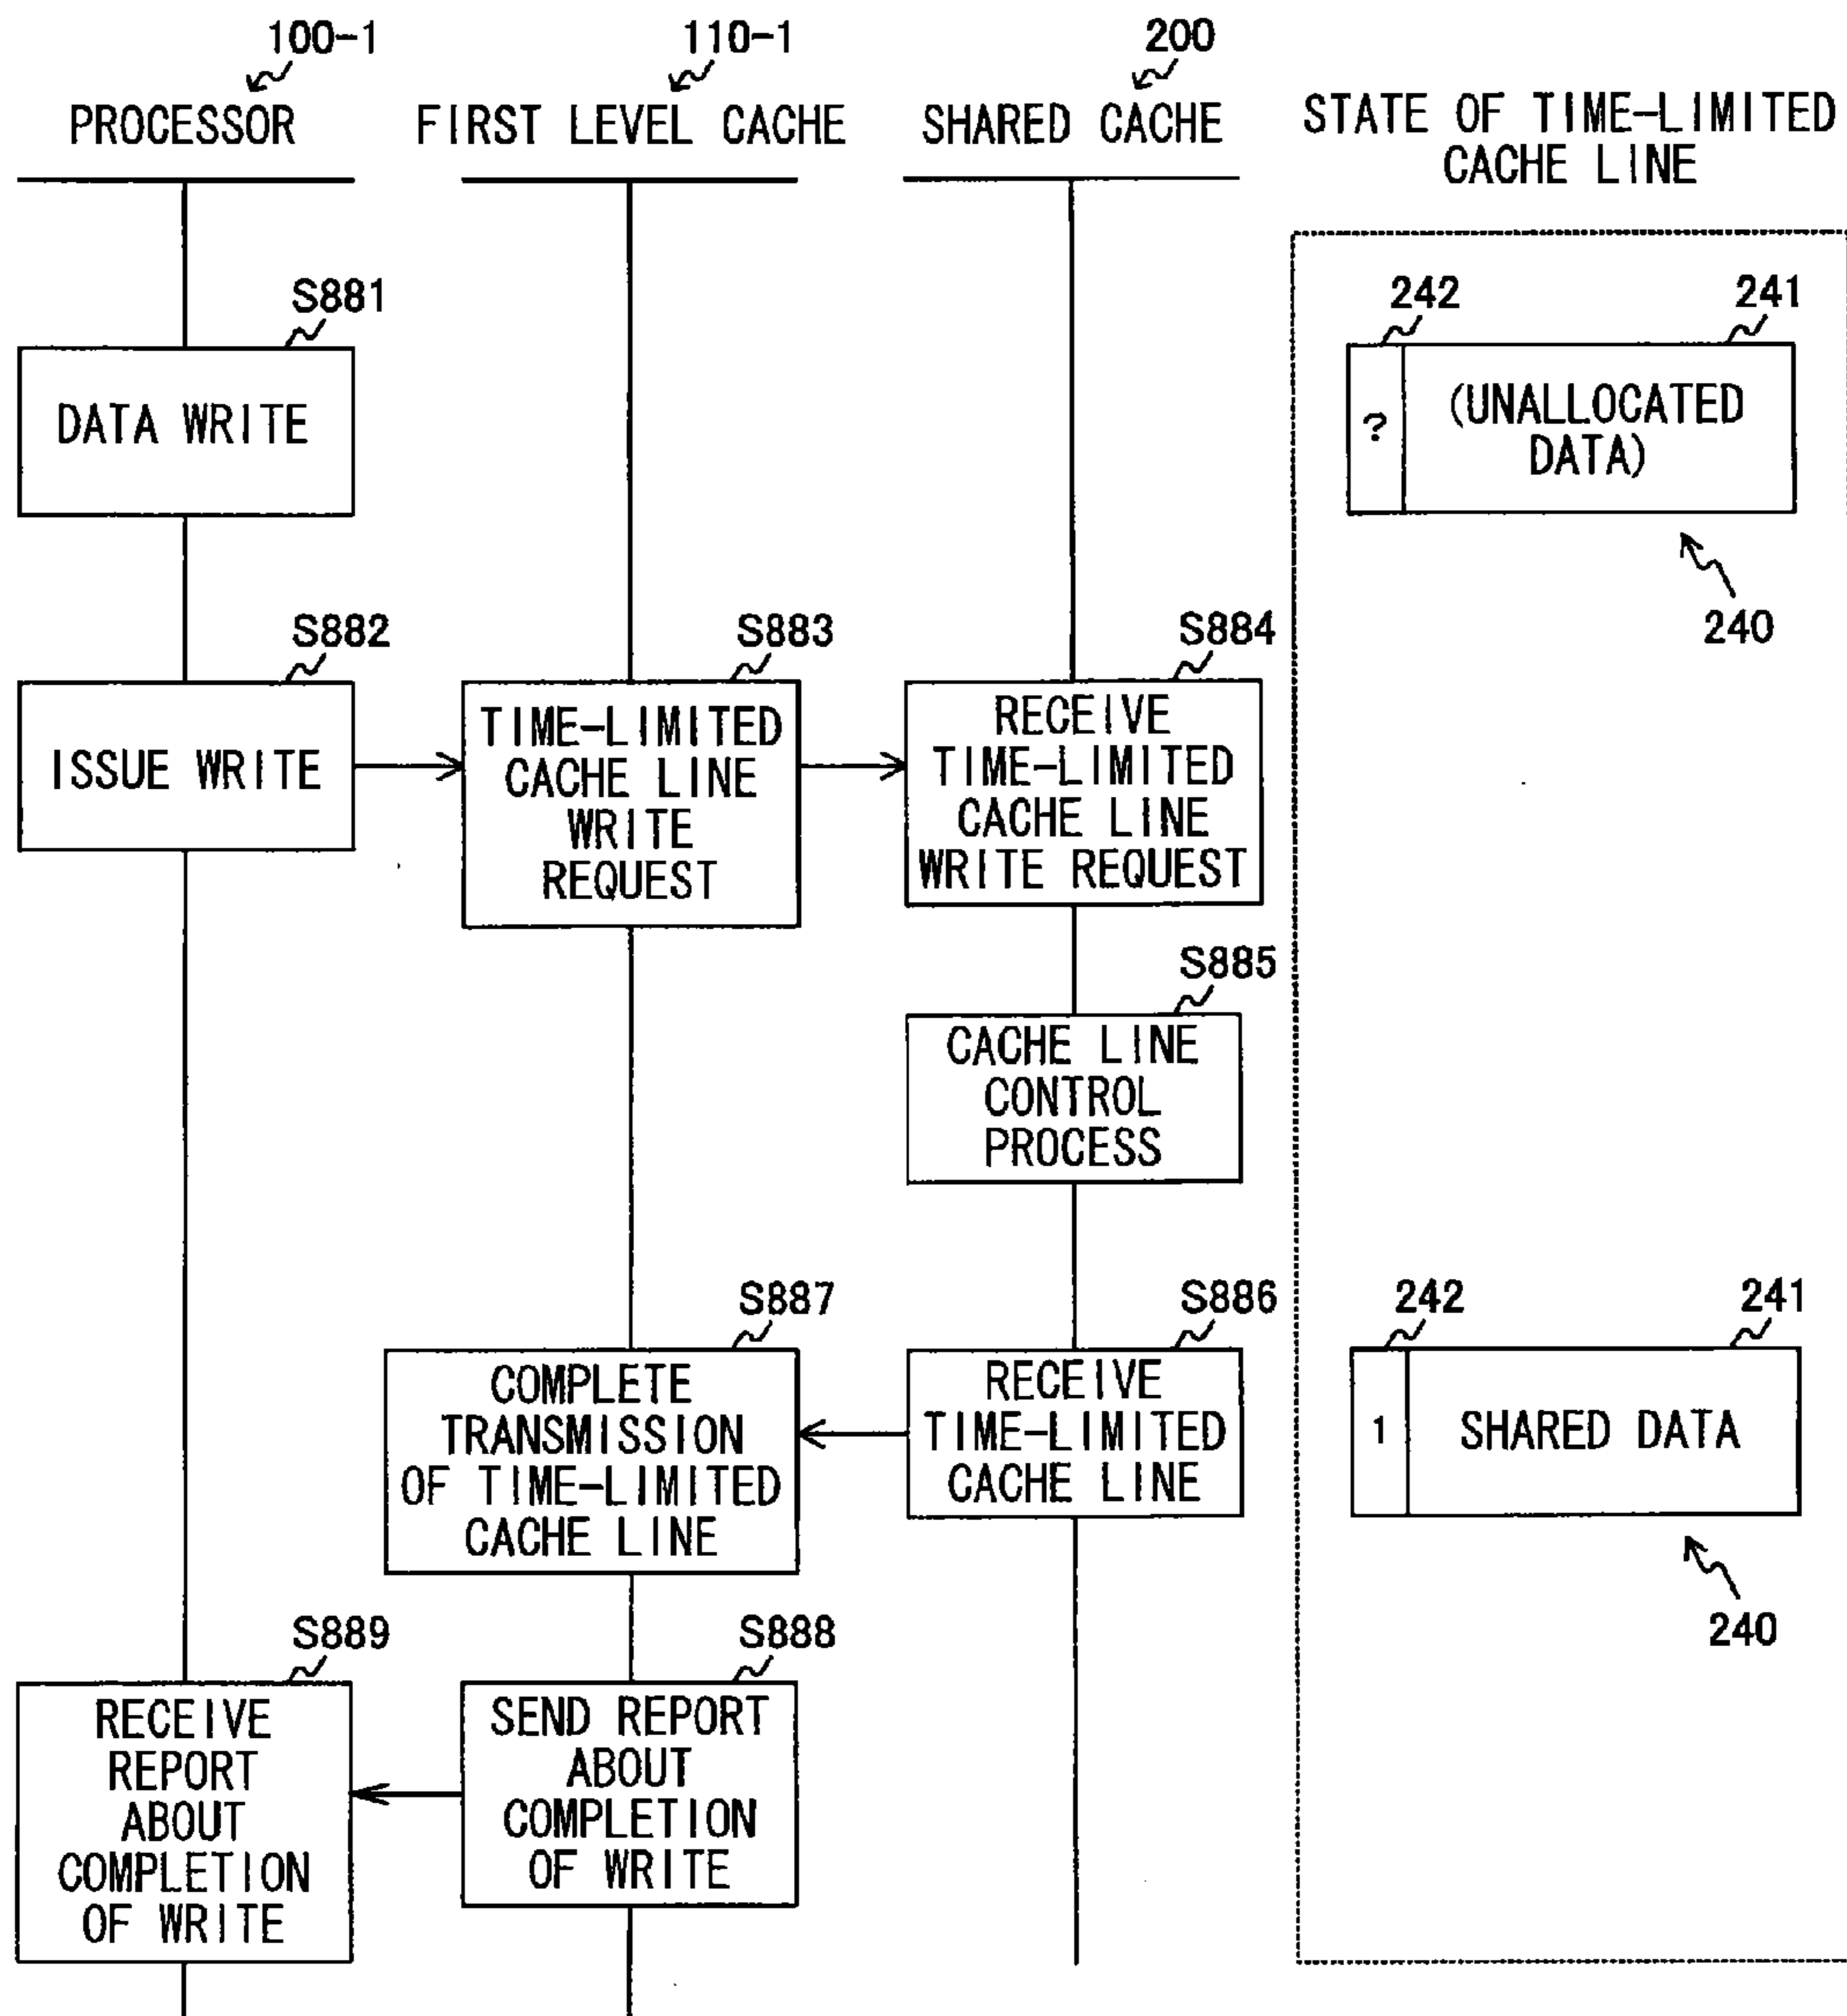 100-1
110-1
200
PROCESSOR
FIRST LEVEL CACHE
SHARED CACHE
STATE OF TIME-LIMITED
CACHE LINE
S881
DATA WRITE
242
241
?
(UNALLOCATED
DATA)
240
S882
ISSUE WRITE
S883
TIME-LIMITED
CACHE LINE
WRITE
REQUEST
S884
RECEIVE
TIME-LIMITED
CACHE LINE
WRITE REQUEST
S885
CACHE LINE
CONTROL
PROCESS
S887
COMPLETE
TRANSMISSION
OF TIME-LIMITED
CACHE LINE
S886
RECEIVE
TIME-LIMITED
CACHE LINE
242
241
1
SHARED DATA
240
S889
RECEIVE
REPORT
ABOUT
COMPLETION
OF WRITE
S888
SEND REPORT
ABOUT
COMPLETION
OF WRITE